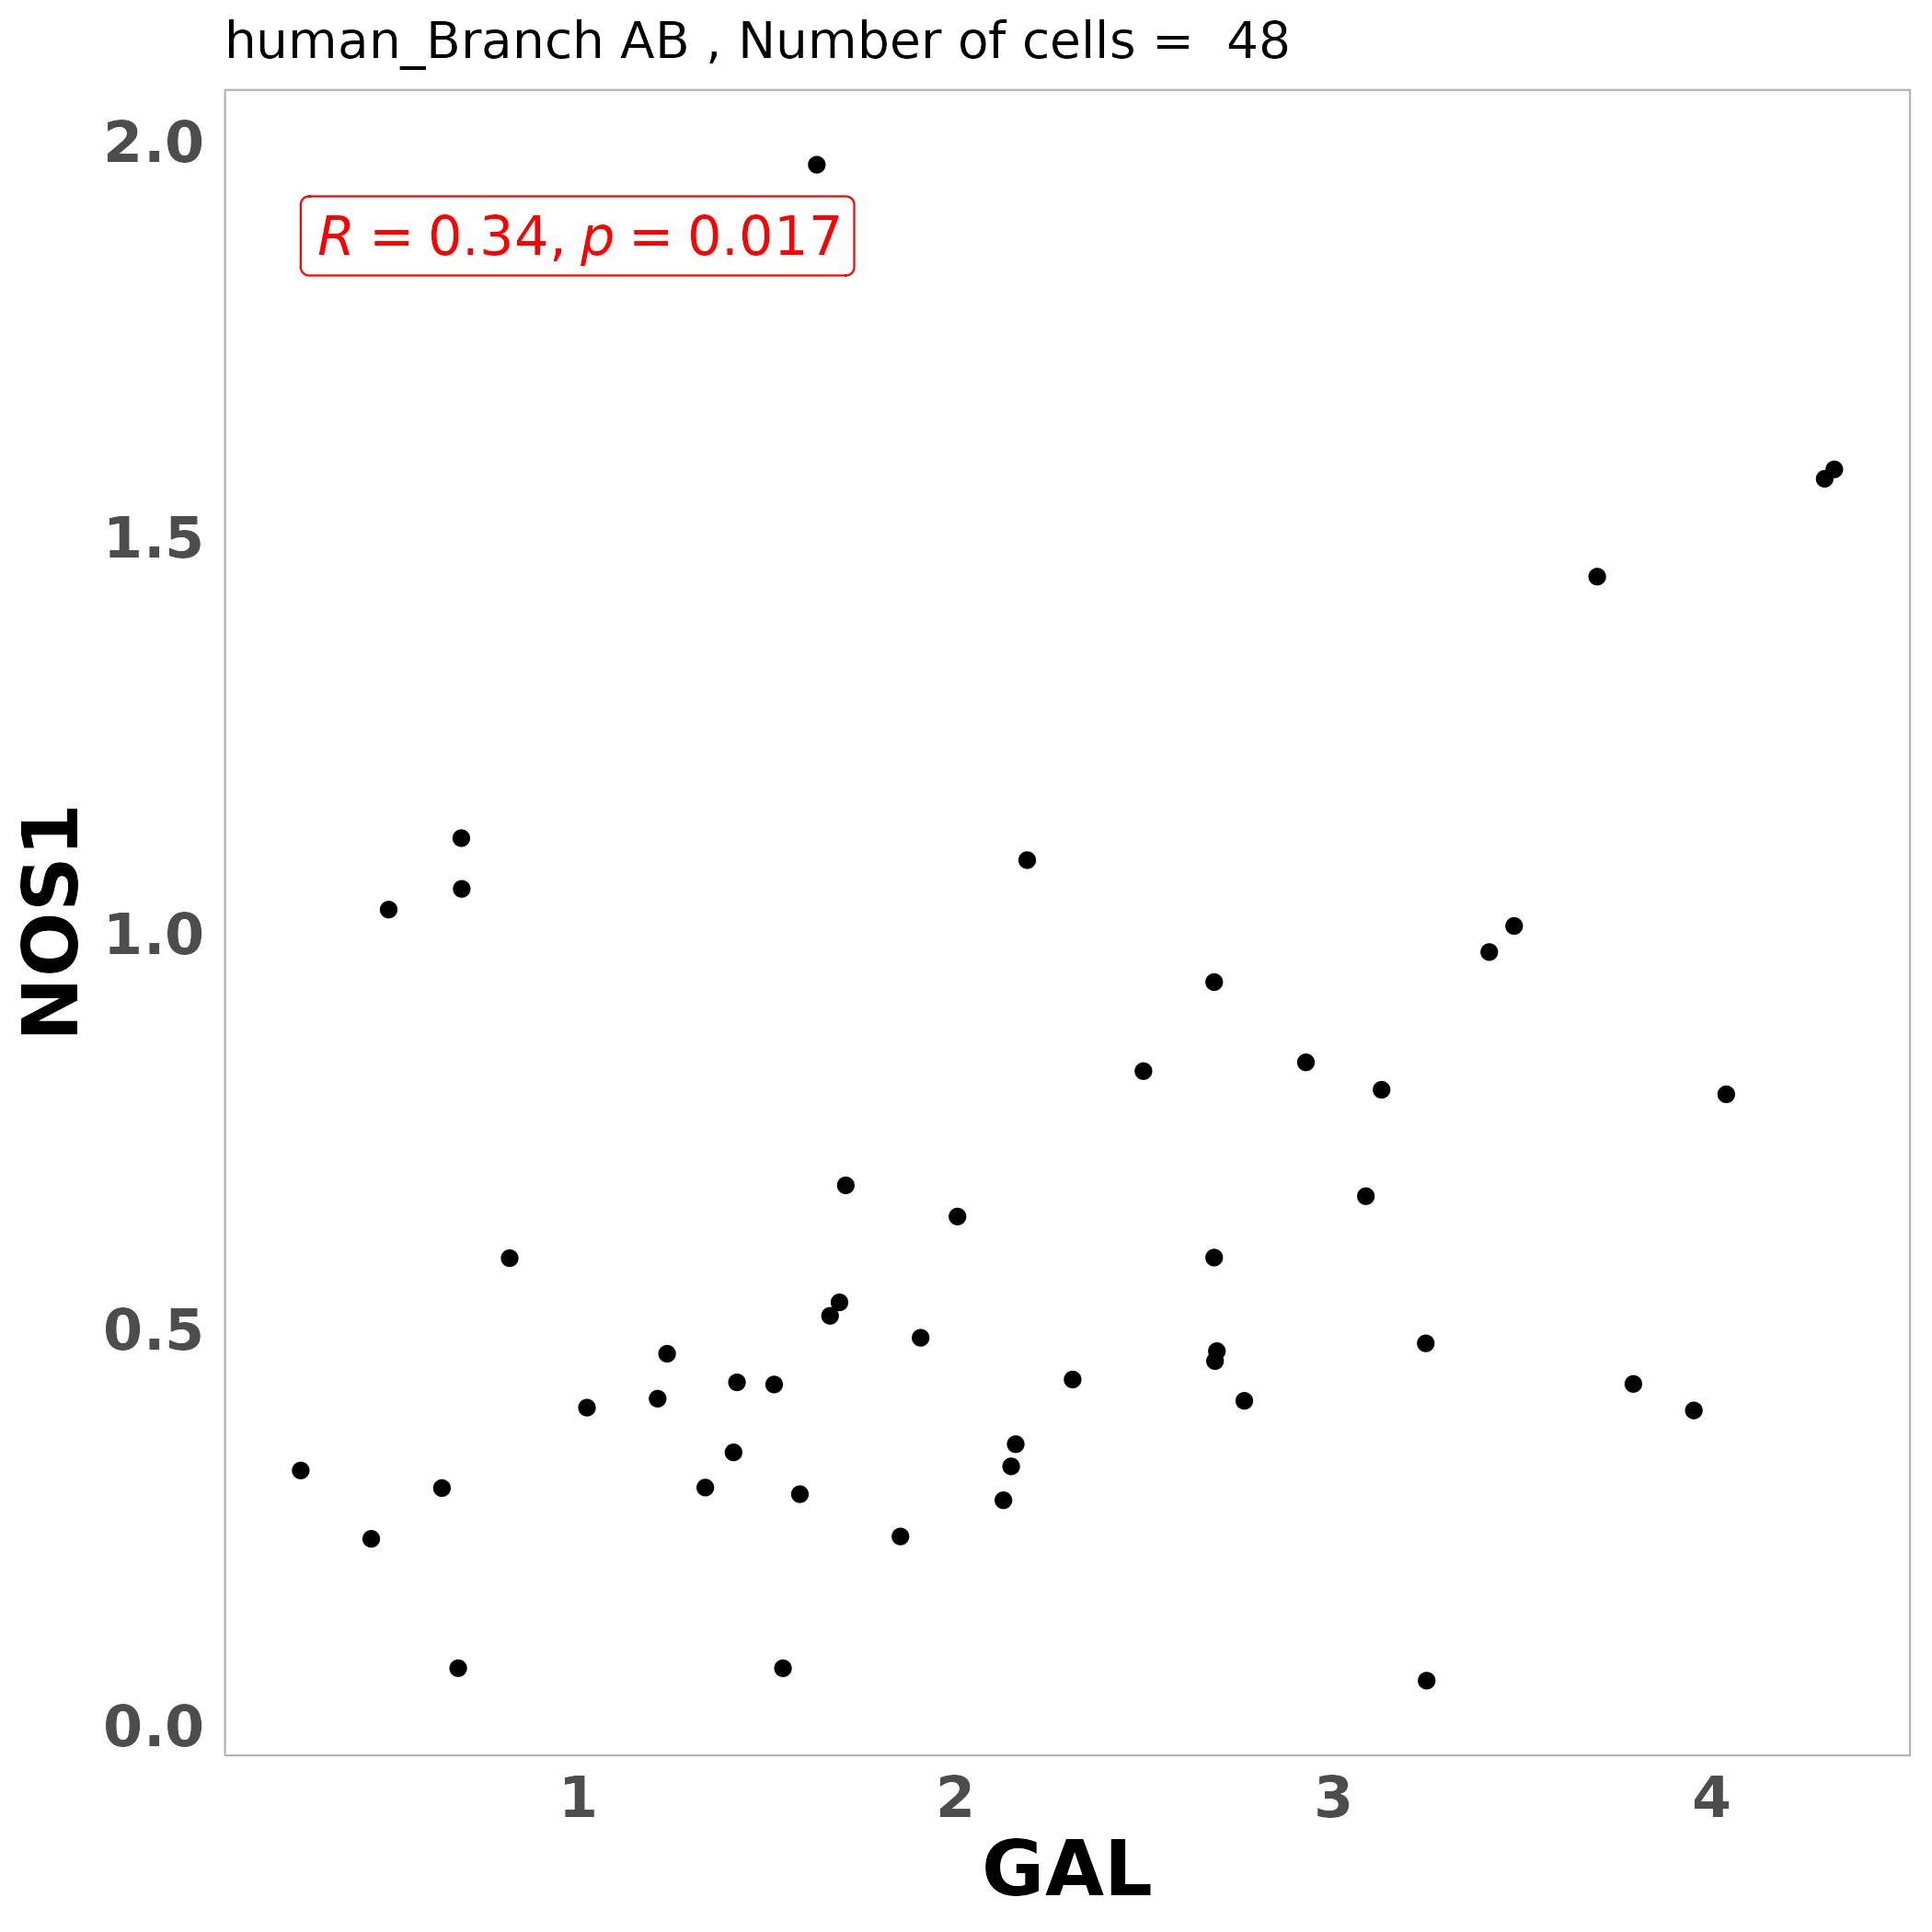 human_Branch AB , Number of cells =  48
2.0
R = 0.34, p = 0.017
1.5
1.0
0.5
0.0
NOS1
1 2 3 4
GAL